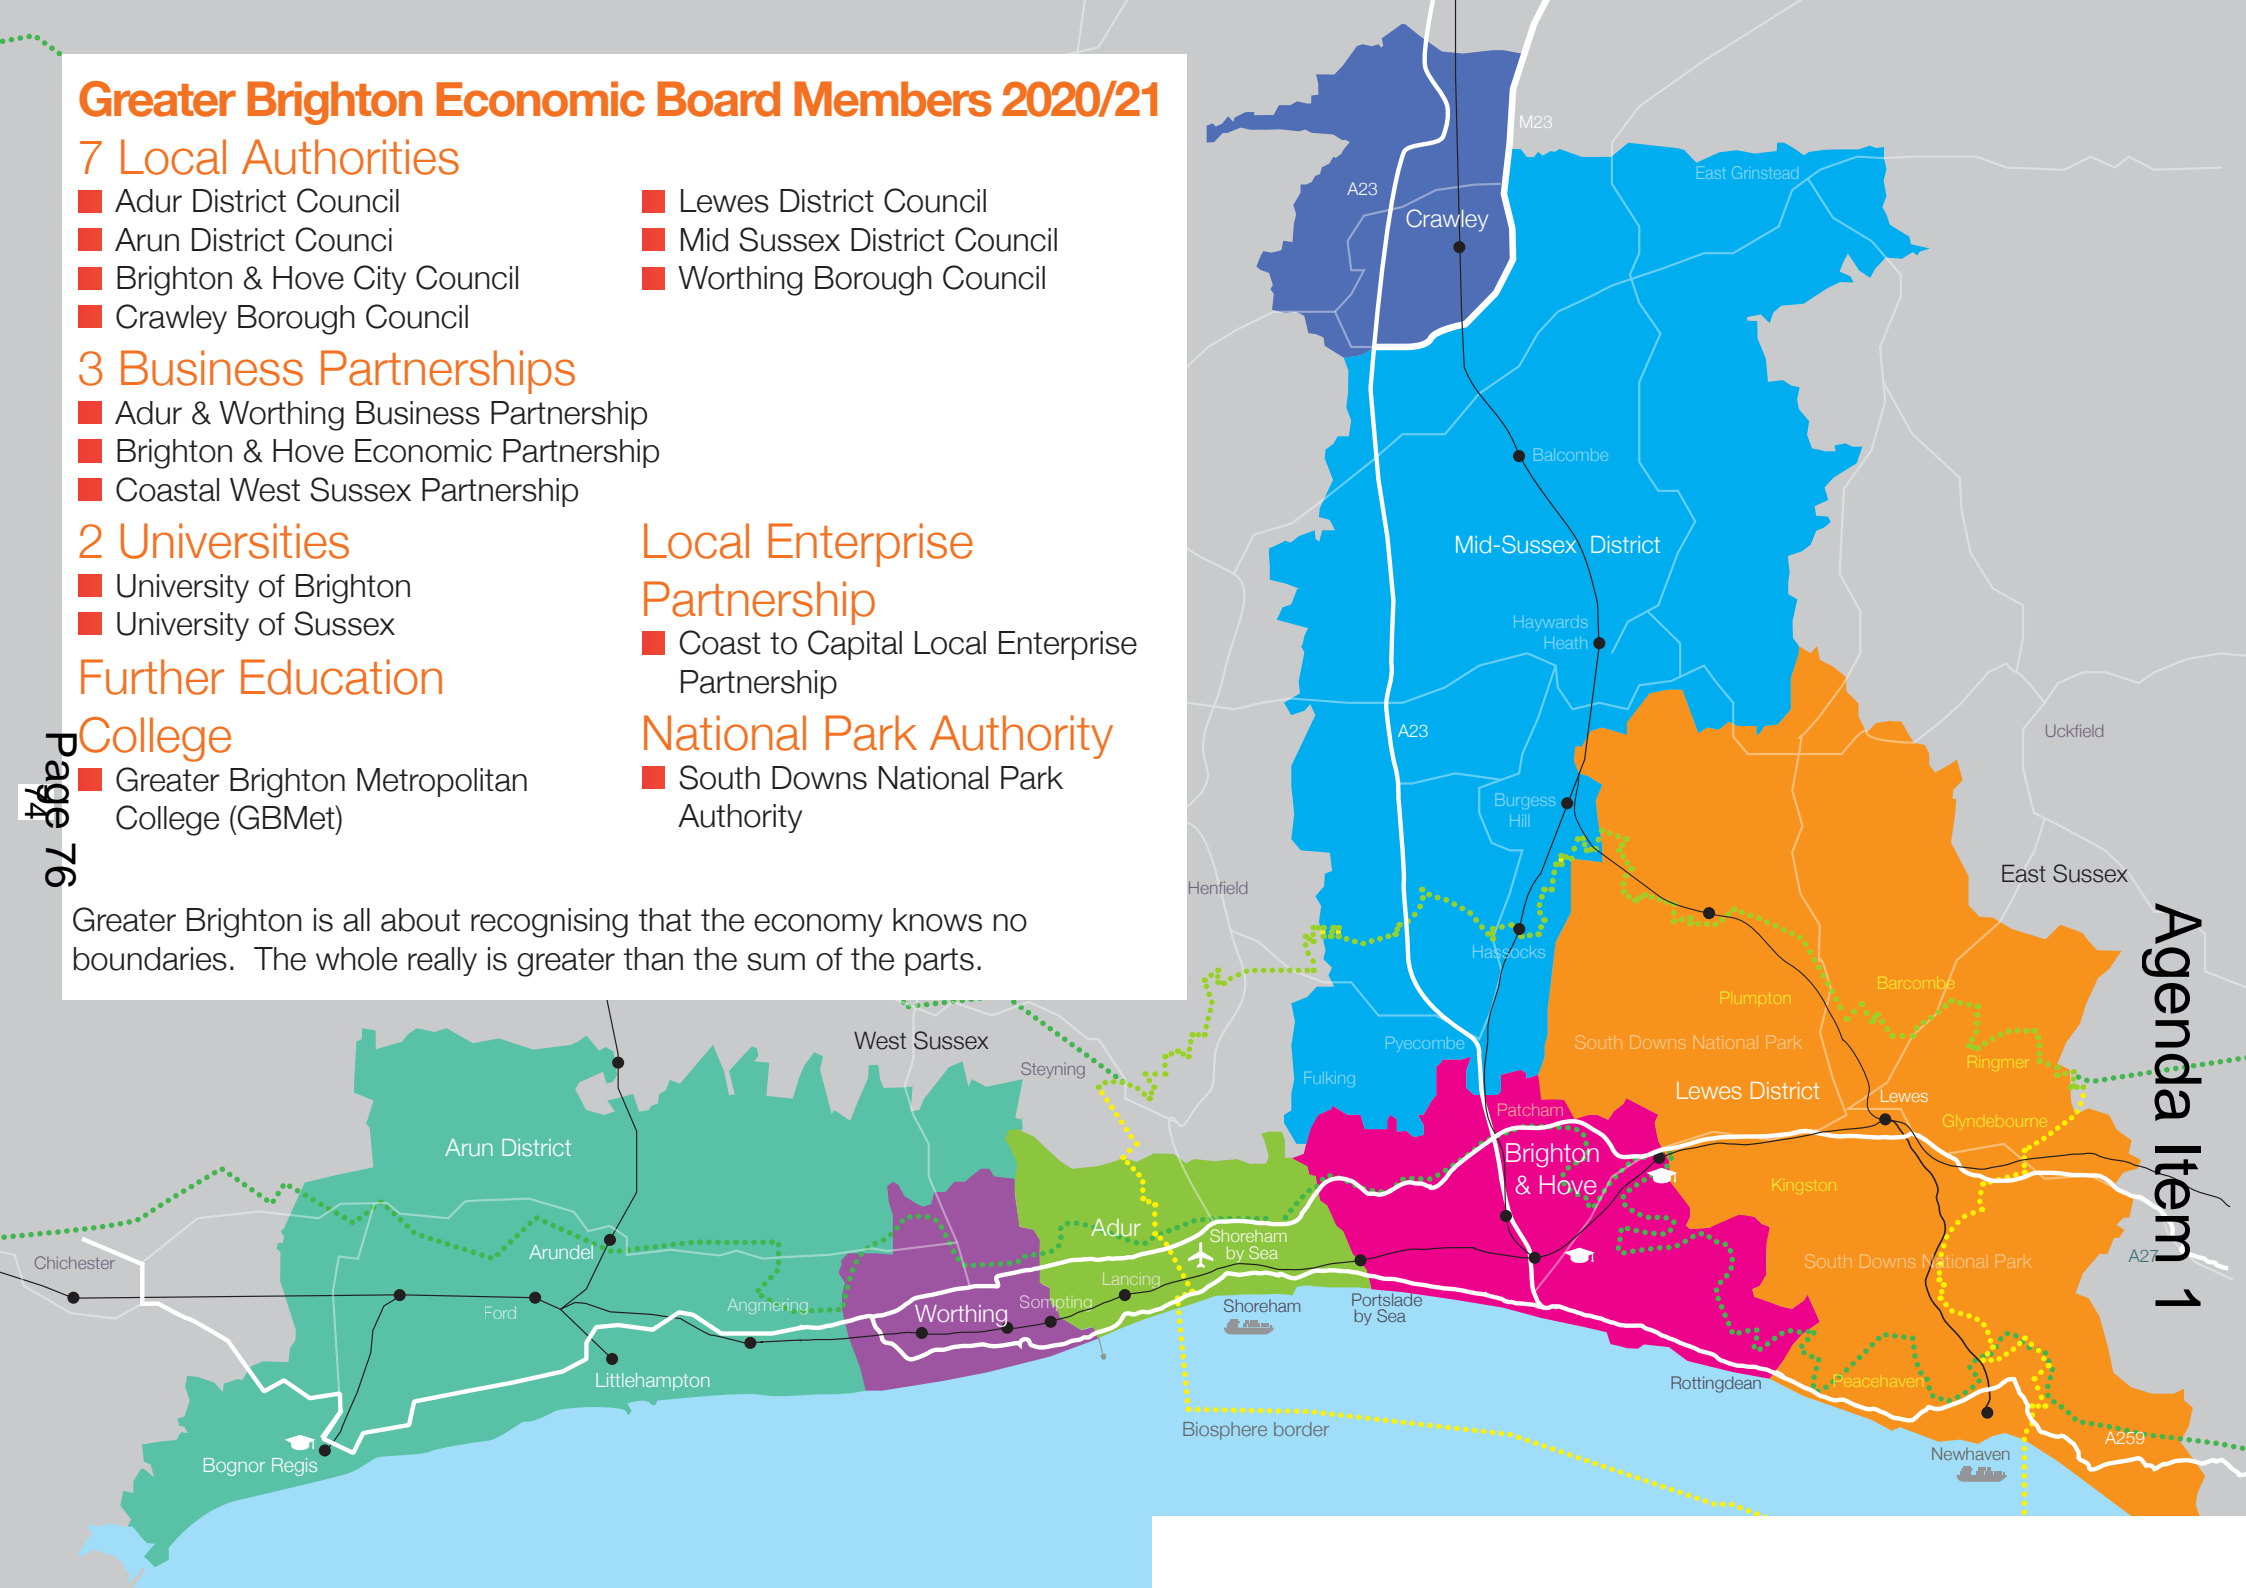 Greater Brighton Economic Board Members 2020/21
7 Local Authorities
Adur District Council
Arun District Counci
Brighton & Hove City Council
Crawley Borough Council
Lewes District Council
Mid Sussex District Council
Worthing Borough Council
3 Business Partnerships
Adur & Worthing Business Partnership
Brighton & Hove Economic Partnership
Coastal West Sussex Partnership
2 Universities
University of Brighton
University of Sussex
Further Education
College
Greater Brighton Metropolitan
College (GBMet)
Local Enterprise
Partnership
Coast to Capital Local Enterprise
Partnership
National Park Authority
South Downs National Park
Authority
Greater Brighton is all about recognising that the economy knows no
boundaries.  The whole really is greater than the sum of the parts.
Page 76
74
Agenda Item 1
M23
A23
Crawley
East Grinstead
Balcombe
Mid-Sussex District
Haywards
Heath
A23
Uckfield
Burgess
Hill
East Sussex
Henfield
Hassocks
Barcombe
Plumpton
West Sussex
Pyecombe
South Downs National Park
Steyning
Fulking
Ringmer
Lewes District
Lewes
Patcham
Glyndebourne
Arun District
Brighton
& Hove
Kingston
Adur
Shoreham
by Sea
Arundel
Chichester
South Downs National Park
A27
Lancing
Angmering
Sompting
Ford
Worthing
Shoreham
Portslade
by Sea
Littlehampton
Rottingdean
Peacehaven
Biosphere border
A259
Newhaven
Bognor Regis